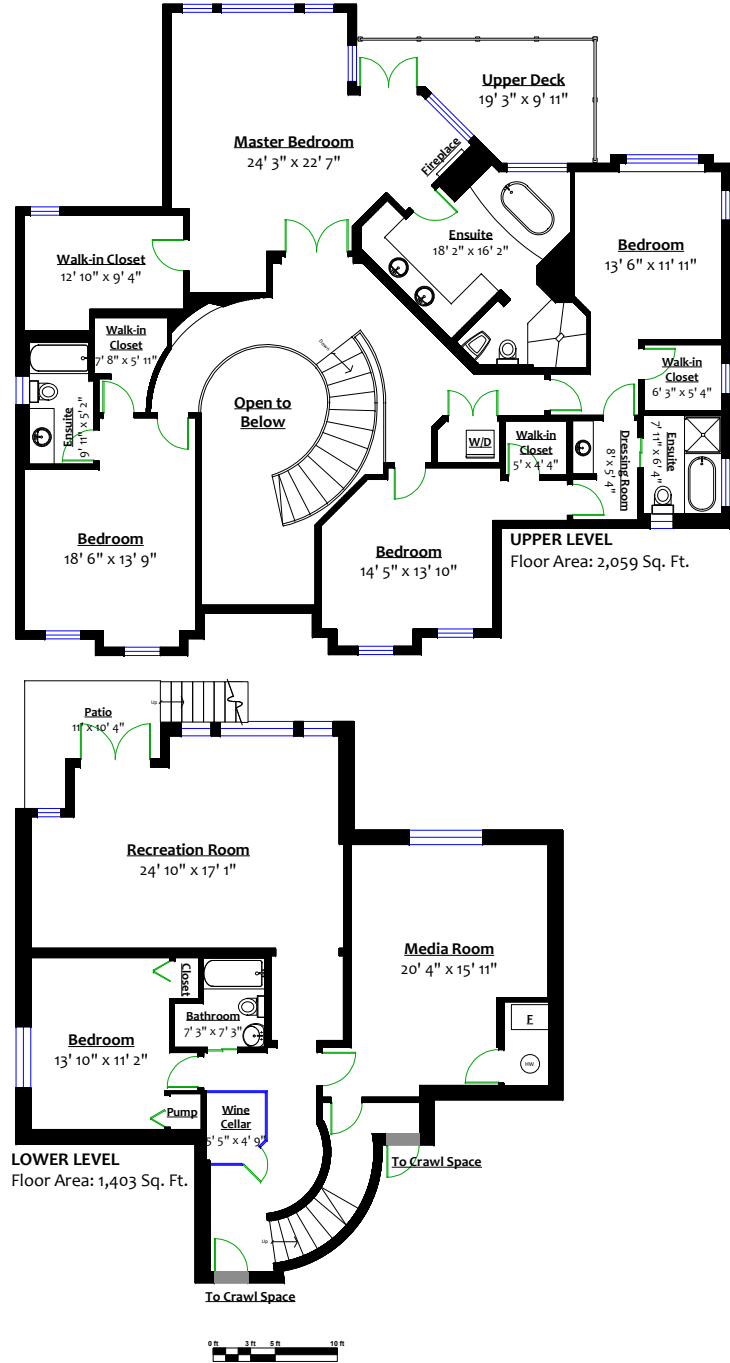 Upper Deck
19' 3" x 9' 11"
Master Bedroom
24' 3" x 22' 7"
Fireplace
Ensuite
18' 2" x 16' 2"
Bedroom
13' 6" x 11' 11"
Walk-in Closet
12' 10" x 9' 4"
Walk-in
Closet
7' 8" x 5' 11"
Down
Walk-in
Closet
6' 3" x 5' 4"
Ensuite
9' 11" x 5' 2"
Open to
Below
W/D
Walk-in
Closet
5' x 4' 4"
Dressing Room
8' x 5' 4"
Ensuite
7' 11" x 6' 4"
Bedroom
18' 6" x 13' 9"
Bedroom
14' 5" x 13' 10"
UPPER LEVEL
Floor Area: 2,059 Sq. Ft.
Patio
11' x 10' 4"
Up
Recreation Room
24' 10" x 17' 1"
Media Room
20' 4" x 15' 11"
Closet
Bathroom
7' 3" x 7' 3"
Bedroom
13' 10" x 11' 2"
F
HW
Pump
Wine
Cellar
5' 5" x 4' 9"
LOWER LEVEL
Floor Area: 1,403 Sq. Ft.
To Crawl Space
Up
To Crawl Space
0 ft 3 ft 5 ft 10 ft